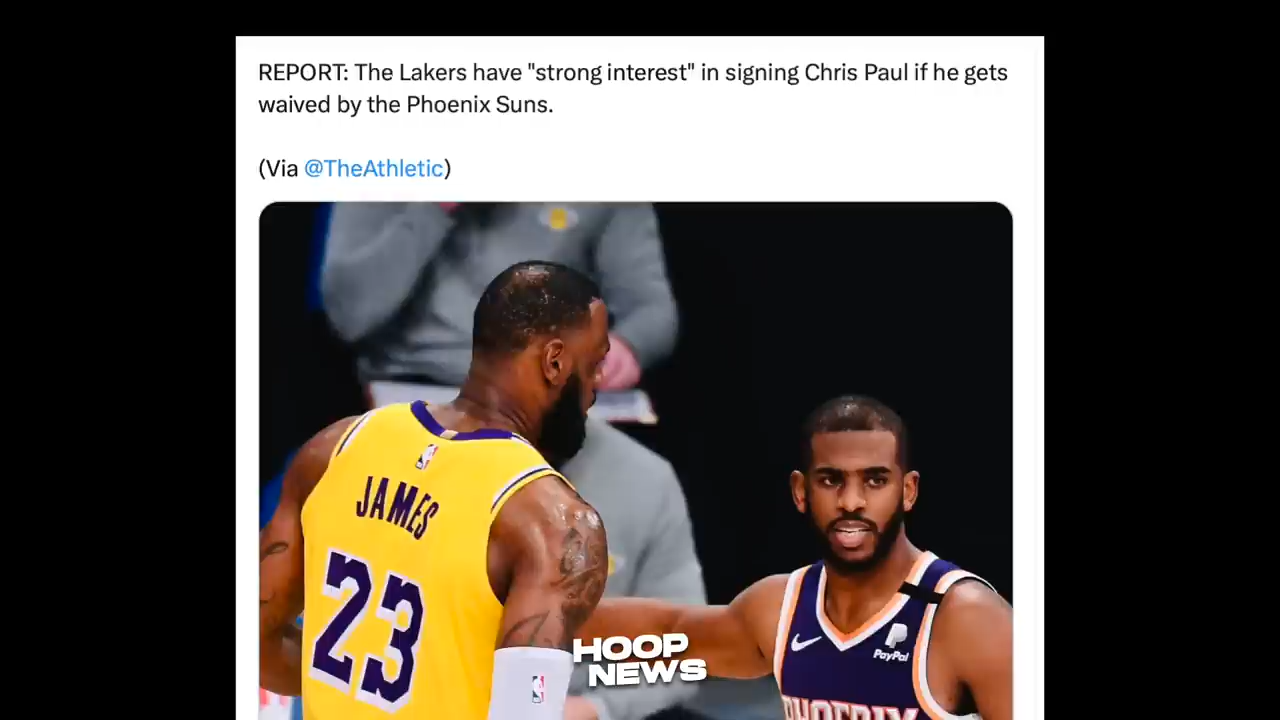 REPORT: The Lakers have "strong interest" in signing Chris Paul if he gets
waived by the Phoenix Suns.
(Via @TheAthletic)
JAMES
23
PayPal
PHOENIX
HOOP
NEWS